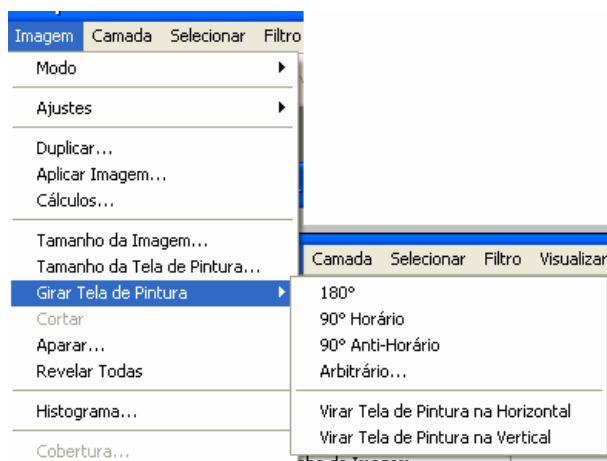 Imagem Camada Selecionar Filtro
Modo
Ajustes
Duplicar...
Aplicar Imagem...
Cálculos...
Tamanho da Imagem...
Tamanho da Tela de Pintura...
Girar Tela de Pintura
Cortar
Aparar...
Revelar Todas
Histograma...
Cobertura...
Camada Selecionar Filtro Visualizar
180°
90° Horário
90° Anti-Horário
Arbitrário...
Virar Tela de Pintura na Horizontal
Virar Tela de Pintura na Vertical